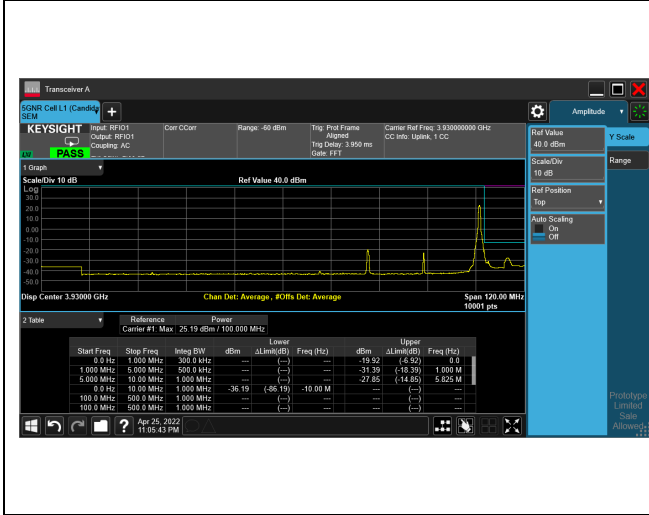 Transceiver A
5GNR Cell L1 (Candida
SEM
Amplitude
KEYSIGHT
Input: RFIO1
Output: RFIO1
Coupling: AC
Corr CCorr
Range: -60 dBm
Trig: Prot Frame
Aligned
Trig Delay: 3.950 ms
Gate: FFT
Carrier Ref Freq: 3.930000000 GHz
CC Info: Uplink, 1 CC
LXI
PASS
Ref Value
40.0 dBm
Scale/Div
10 dB
Ref Position
Top
Auto Scaling
On
Off
Y Scale
Range
1 Graph
Scale/Div 10 dB
Ref Value 40.0 dBm
Log
30.0
20.0
10.0
0.00
-10.0
-20.0
-30.0
-40.0
-50.0
Disp Center 3.93000 GHz
Chan Det: Average , #Offs Det: Average
Span 120.00 MHz
10001 pts
2 Table
Reference Power
Carrier #1: Max 25.19 dBm / 100.000 MHz
Lower Upper
Start Freq Stop Freq Integ BW dBm ΔLimit(dB) Freq (Hz) dBm ΔLimit(dB) Freq (Hz)
0.0 Hz 1.000 MHz 300.0 kHz --- (---) --- -19.92 (-6.92) 0.0
1.000 MHz 5.000 MHz 500.0 kHz --- (---) --- -31.39 (-18.39) 1.000 M
5.000 MHz 10.00 MHz 1.000 MHz --- (---) --- -27.85 (-14.85) 5.825 M
0.0 Hz 10.00 MHz 1.000 MHz -36.19 (-86.19) -10.00 M --- (---) ---
100.0 MHz 500.0 MHz 1.000 MHz --- (---) --- --- (---) ---
100.0 MHz 500.0 MHz 1.000 MHz --- (---) --- --- (---) ---
Prototype
Limited
Sale
Allowed
?
Apr 25, 2022
11:05:43 PM